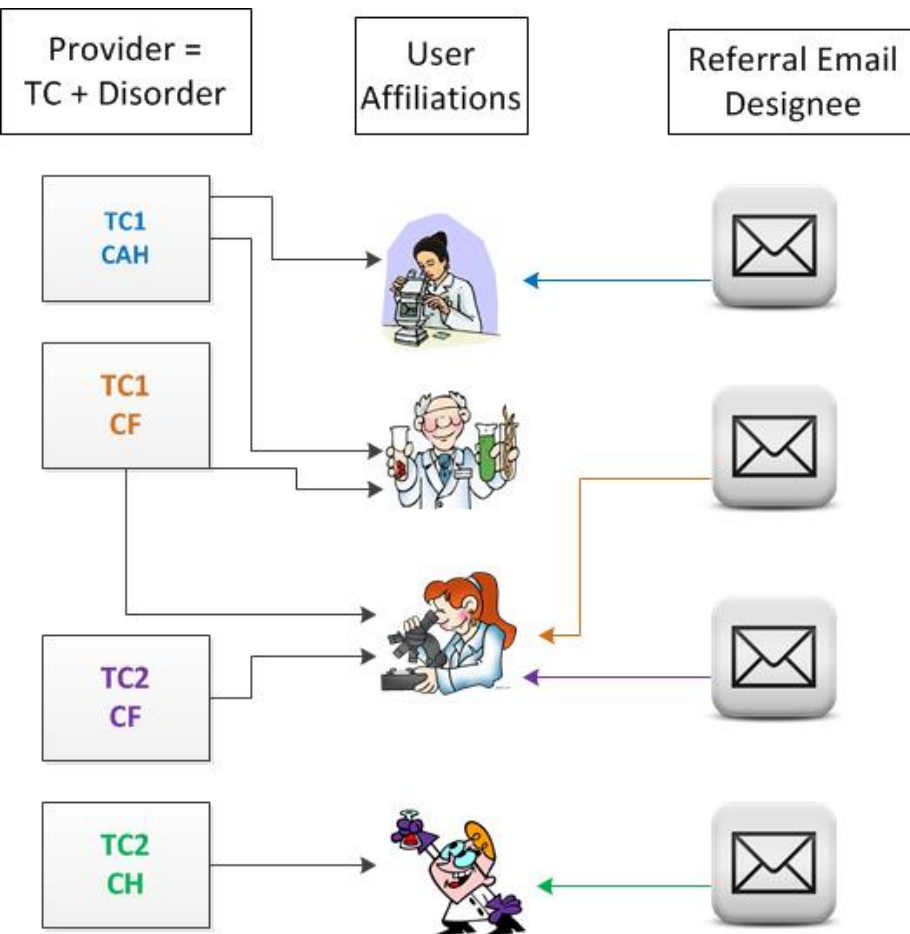 Provider =
TC + Disorder
User
Affiliations
Referral Email
Designee
TC1
CAH
TC1
CF
TC2
CF
TC2
CH